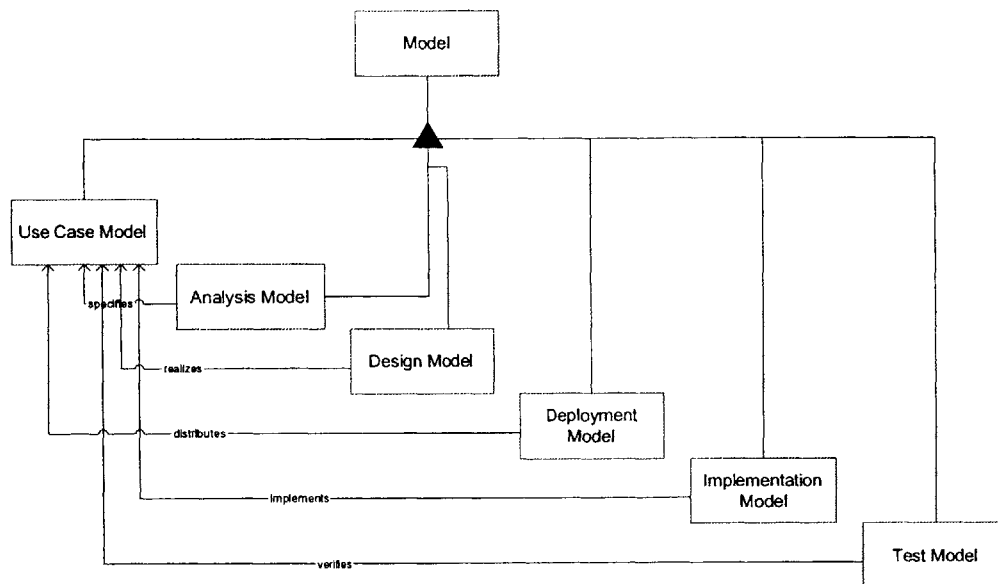 Model
Use Case Model
specifies
Analysis Model
realizes
Design Model
distributes
Deployment
Model
Implements
Implementation
Model
verifies
Test Model